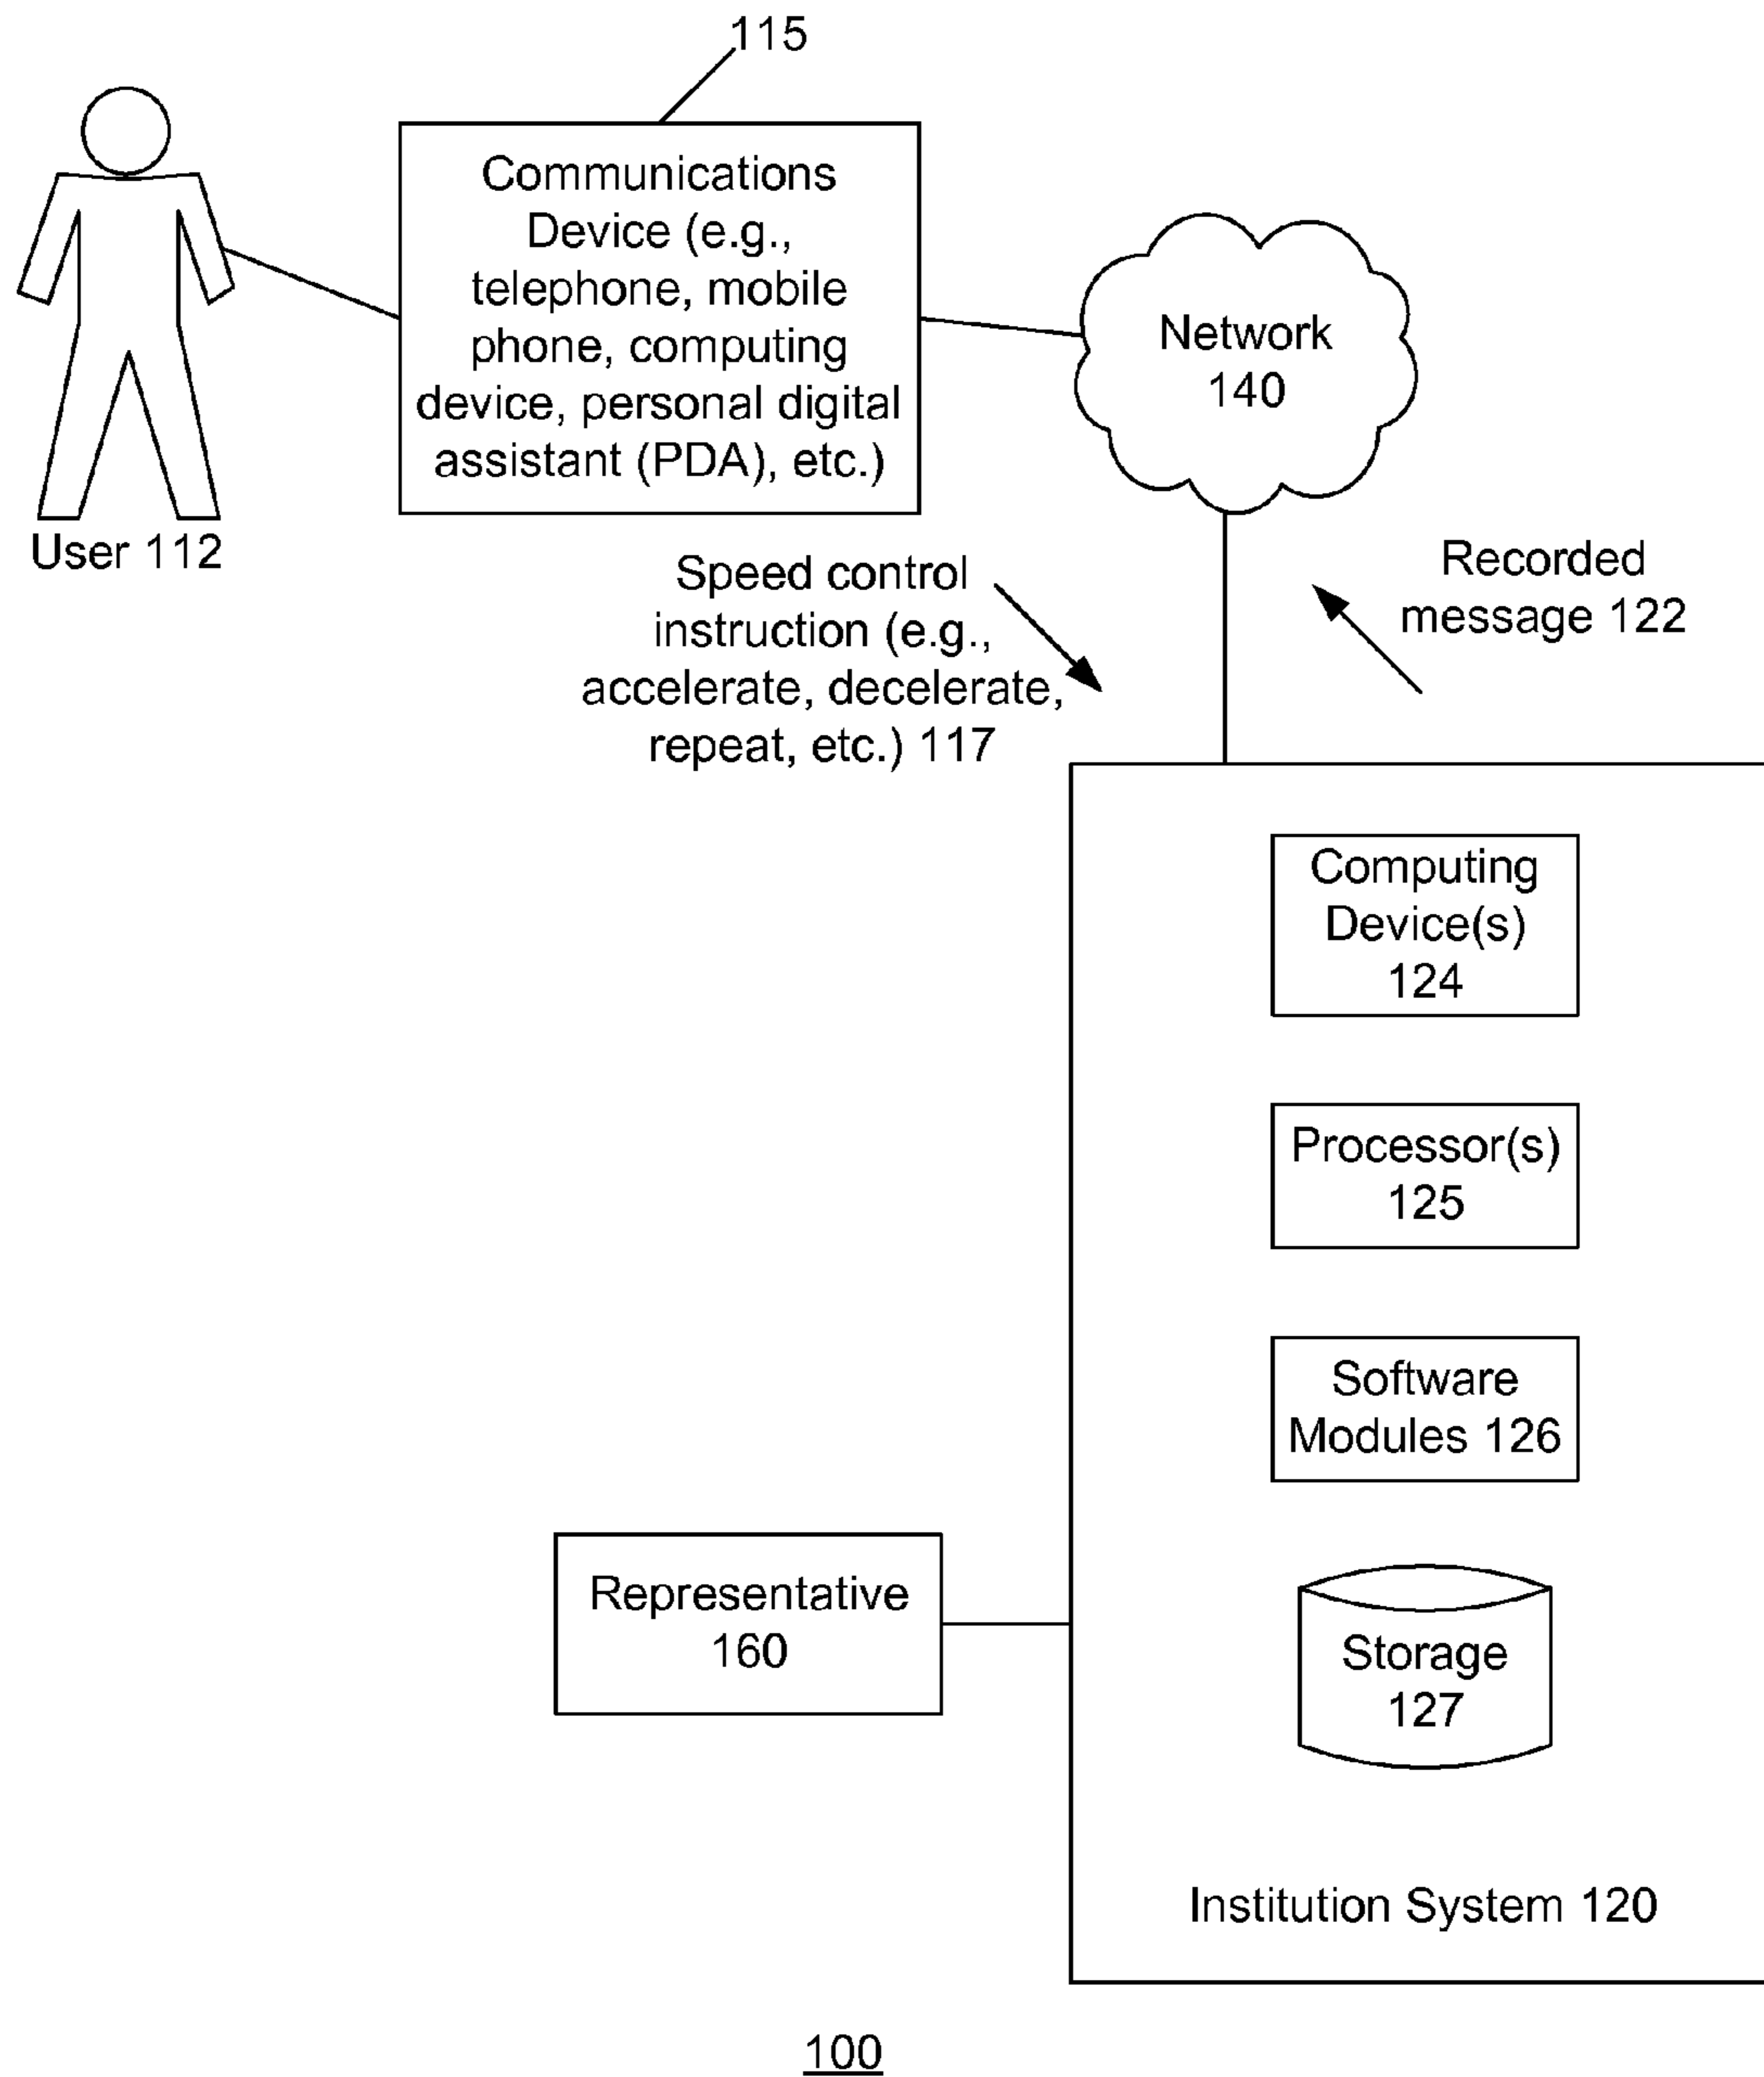 115
Communications
Device (e.g.,
telephone, mobile
phone, computing
device, personal digital
assistant (PDA), etc.)
Network
140
User 112
Speed control
instruction (e.g.,
accelerate, decelerate,
repeat, etc.) 117
Recorded
message 122
Computing
Device(s)
124
Processor(s)
125
Software
Modules 126
Representative
160
Storage
127
Institution System 120
100